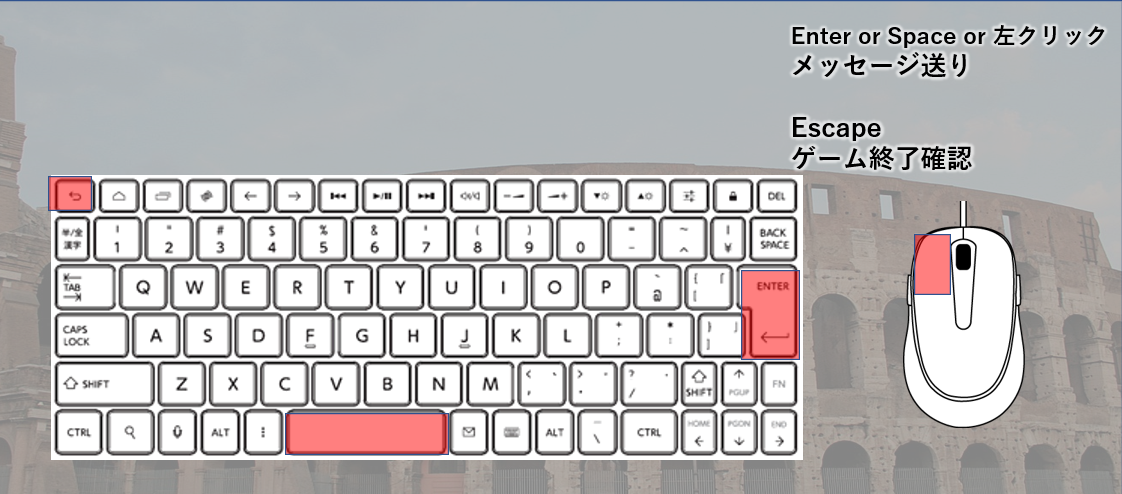 Enter or Space or 左クリック
メッセージ送り
Escape
ゲーム終了確認
DEL
半/全 漢字 ! 1 " 2 # 3 $ 4 % 5 & 6 ' 7 ( 8 ) 9 0 = - ~ ^ | ¥ BACK SPACE
TAB Q W E R T Y U I O P ` @ { 「 [ ENTER
CAPS LOCK A S D F G H J K L + ; * : } 」 ]
SHIFT Z X C V B N M < 、 , > 。 . ? ・ / SHIFT PGUP FN
CTRL ALT ALT \ CTRL HOME PGDN END